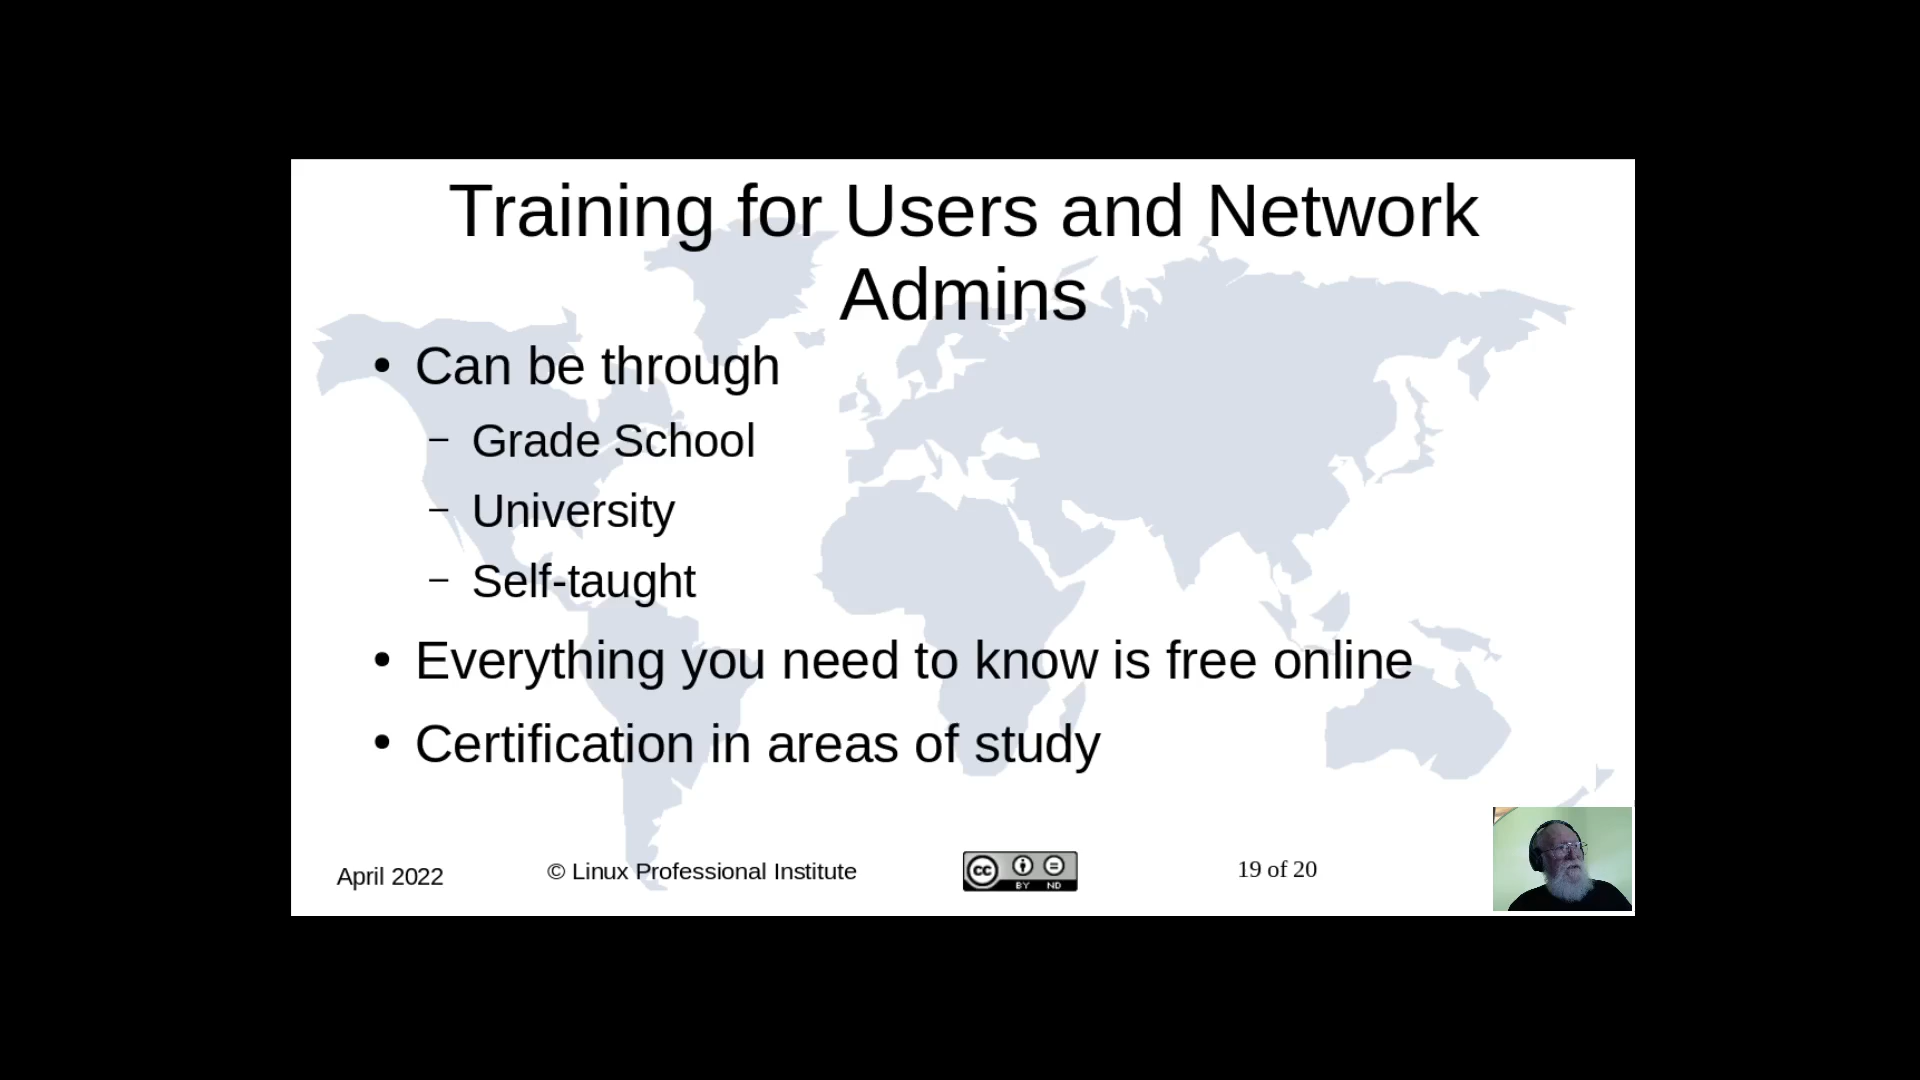 Training for Users and Network
Admins
• Can be through
– Grade School
– University
– Self-taught
• Everything you need to know is free online
• Certification in areas of study
April 2022
© Linux Professional Institute
cc
BY ND
19 of 20